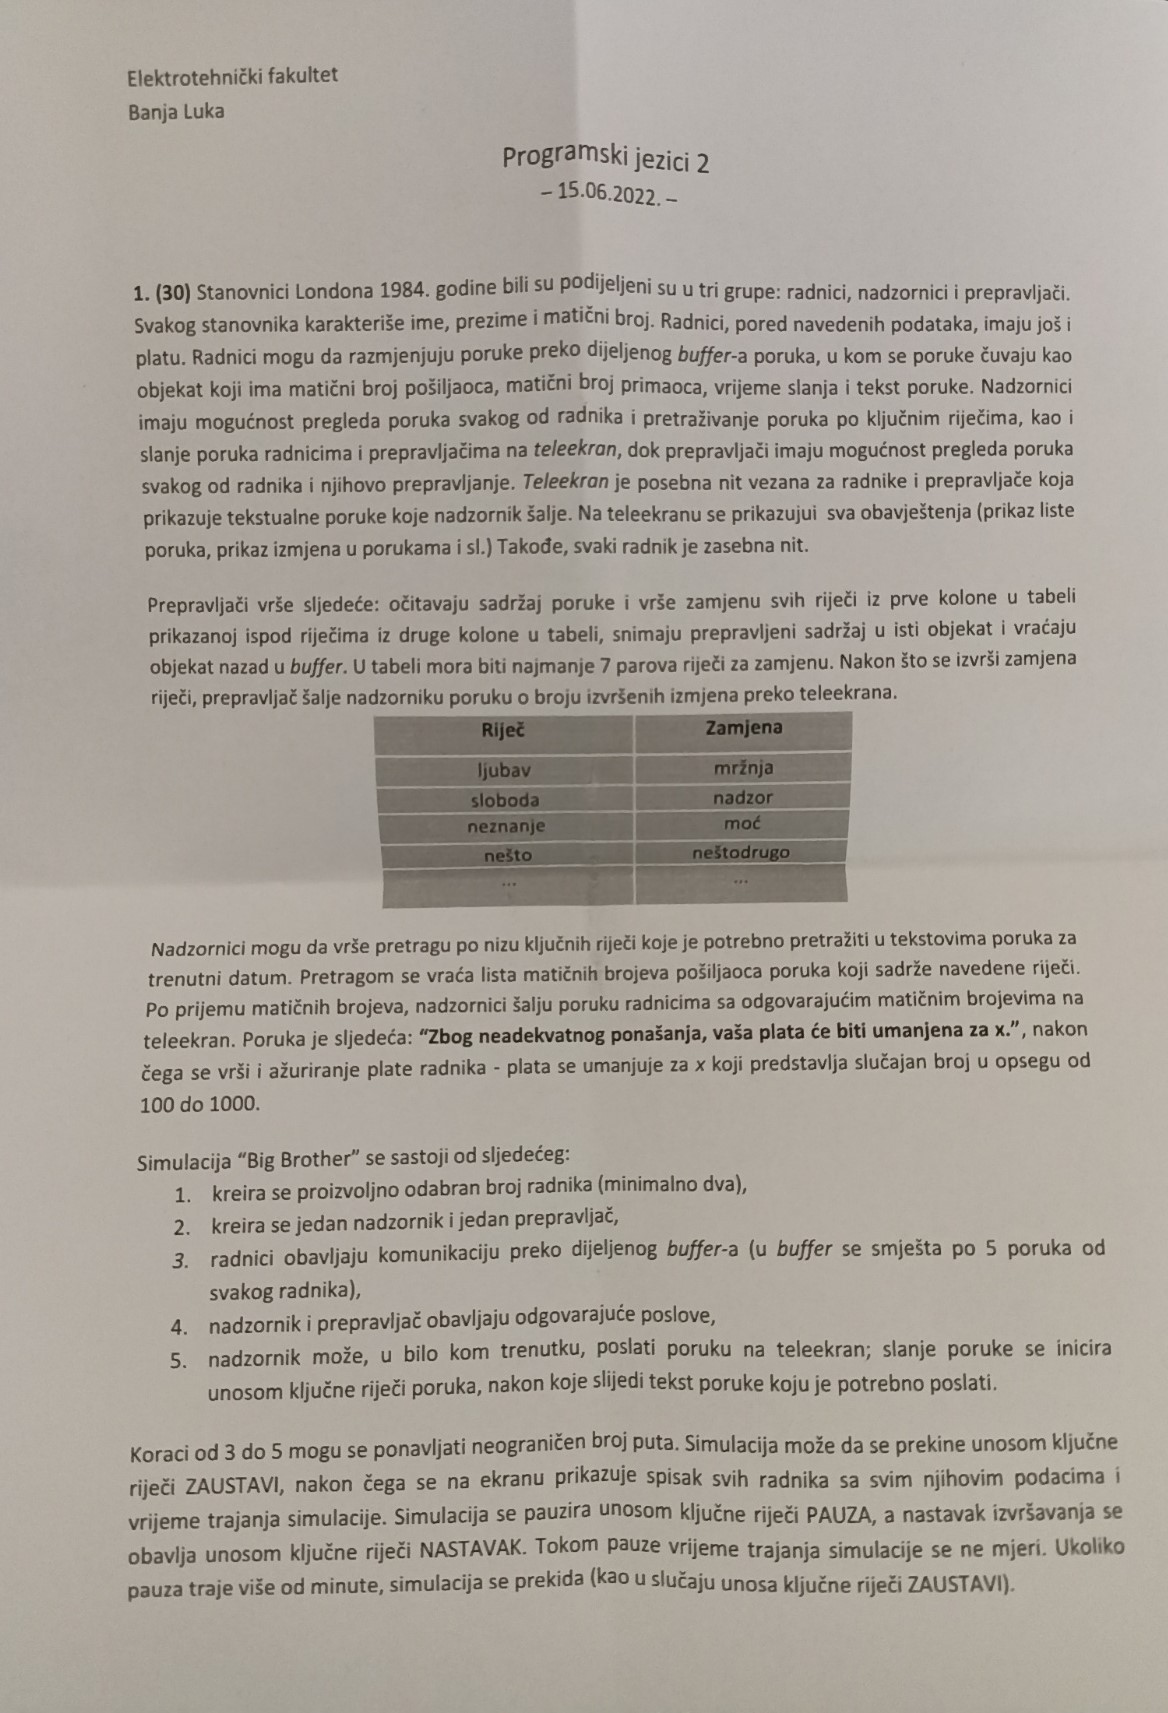 Elektrotehnički fakultet
Banja Luka
Programski jezici 2
– 15.06.2022. –
1. (30) Stanovnici Londona 1984. godine bili su podijeljeni su u tri grupe: radnici, nadzornici i prepravljači.
Svakog stanovnika karakteriše ime, prezime i matični broj. Radnici, pored navedenih podataka, imaju još i
platu. Radnici mogu da razmjenjuju poruke preko dijeljenog buffer-a poruka, u kom se poruke čuvaju kao
objekat koji ima matični broj pošiljaoca, matični broj primaoca, vrijeme slanja i tekst poruke. Nadzornici
imaju mogućnost pregleda poruka svakog od radnika i pretraživanje poruka po ključnim riječima, kao i
slanje poruka radnicima i prepravljačima na teleekran, dok prepravljači imaju mogućnost pregleda poruka
svakog od radnika i njihovo prepravljanje. Teleekran je posebna nit vezana za radnike i prepravljače koja
prikazuje tekstualne poruke koje nadzornik šalje. Na teleekranu se prikazujui sva obavještenja (prikaz liste
poruka, prikaz izmjena u porukama i sl.) Takođe, svaki radnik je zasebna nit.
Prepravljači vrše sljedeće: očitavaju sadržaj poruke i vrše zamjenu svih riječi iz prve kolone u tabeli
prikazanoj ispod riječima iz druge kolone u tabeli, snimaju prepravljeni sadržaj u isti objekat i vraćaju
objekat nazad u buffer. U tabeli mora biti najmanje 7 parova riječi za zamjenu. Nakon što se izvrši zamjena
riječi, prepravljač šalje nadzorniku poruku o broju izvršenih izmjena preko teleekrana.
Riječ Zamjena
ljubav mržnja
sloboda nadzor
neznanje moć
nešto neštodrugo
... ...
Nadzornici mogu da vrše pretragu po nizu ključnih riječi koje je potrebno pretražiti u tekstovima poruka za
trenutni datum. Pretragom se vraća lista matičnih brojeva pošiljaoca poruka koji sadrže navedene riječi.
Po prijemu matičnih brojeva, nadzornici šalju poruku radnicima sa odgovarajućim matičnim brojevima na
teleekran. Poruka je sljedeća: “Zbog neadekvatnog ponašanja, vaša plata će biti umanjena za x.”, nakon
čega se vrši i ažuriranje plate radnika - plata se umanjuje za x koji predstavlja slučajan broj u opsegu od
100 do 1000.
Simulacija “Big Brother” se sastoji od sljedećeg:
1. kreira se proizvoljno odabran broj radnika (minimalno dva),
2. kreira se jedan nadzornik i jedan prepravljač,
3. radnici obavljaju komunikaciju preko dijeljenog buffer-a (u buffer se smješta po 5 poruka od
svakog radnika),
4. nadzornik i prepravljač obavljaju odgovarajuće poslove,
5. nadzornik može, u bilo kom trenutku, poslati poruku na teleekran; slanje poruke se inicira
unosom ključne riječi poruka, nakon koje slijedi tekst poruke koju je potrebno poslati.
Koraci od 3 do 5 mogu se ponavljati neograničen broj puta. Simulacija može da se prekine unosom ključne
riječi ZAUSTAVI, nakon čega se na ekranu prikazuje spisak svih radnika sa svim njihovim podacima i
vrijeme trajanja simulacije. Simulacija se pauzira unosom ključne riječi PAUZA, a nastavak izvršavanja se
obavlja unosom ključne riječi NASTAVAK. Tokom pauze vrijeme trajanja simulacije se ne mjeri. Ukoliko
pauza traje više od minute, simulacija se prekida (kao u slučaju unosa ključne riječi ZAUSTAVI).